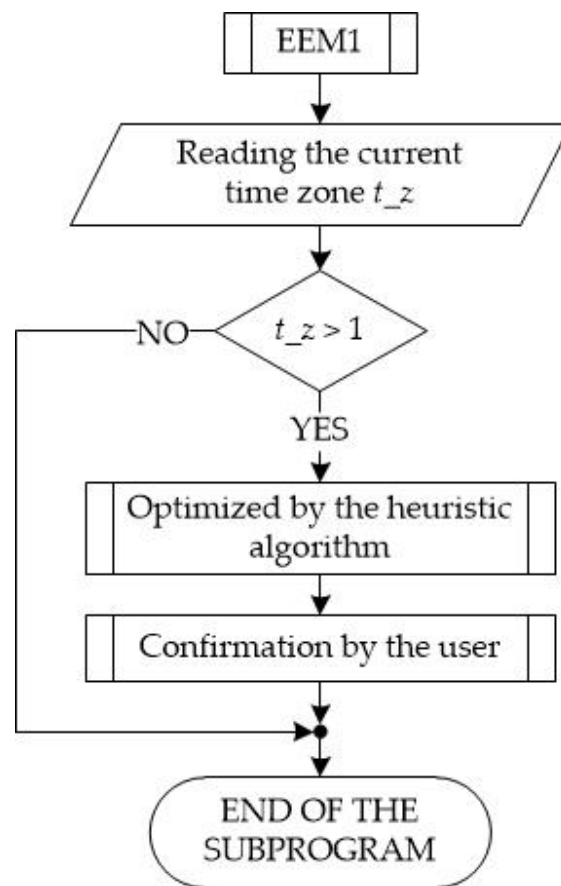 EEM1
Reading the current
time zone t_z
t_z > 1
NO
YES
Optimized by the heuristic
algorithm
Confirmation by the user
END OF THE
SUBPROGRAM